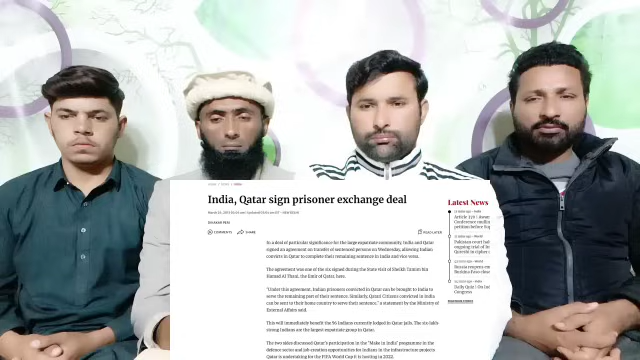 India, Qatar sign prisoner exchange deal
COMMENTS
SHARE
READ LATER
In a deal of particular significance for the large expatriate community, India and Qatar
signed an agreement on transfer of sentenced persons on Wednesday, allowing Indian
convicts in Qatar to complete their remaining sentence in India and vice versa.
The agreement was one of the six signed during the State visit of Sheikh Tamim bin
Hamad Al Thani, the Emir of Qatar, here.
"Under this agreement, Indian prisoners convicted in Qatar can be brought to India to
serve the remaining part of their sentence. Similarly, Qatari Citizens convicted in India
can be sent to their home country to serve their sentence," a statement by the Ministry of
External Affairs said.
This will immediately benefit the 96 Indians currently lodged in Qatar jails. The six-lakh-
strong Indians are the largest expatriate group in Qatar.
The two sides discussed Qatar's participation in the "Make in India" programme in the
defence sector and job-creation opportunities for Indians in the infrastructure projects
Qatar is undertaking for the FIFA World Cup it is hosting in 2022.
Latest News
Congress